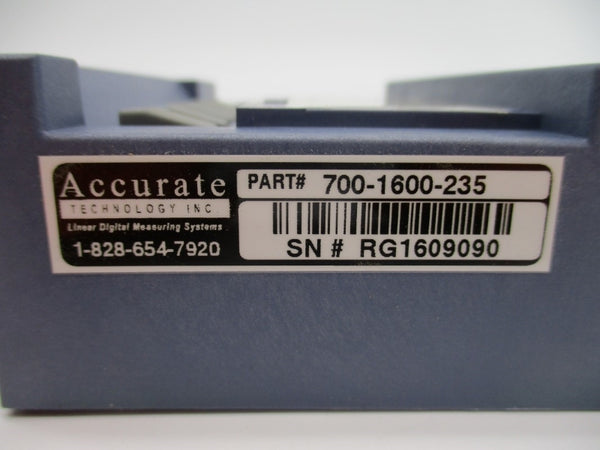 Accurate
TECHNOLOGY INC.
Linear Digital Measuring Systems
1-828-654-7920
PART# 700-1600-235
SN # RG1609090